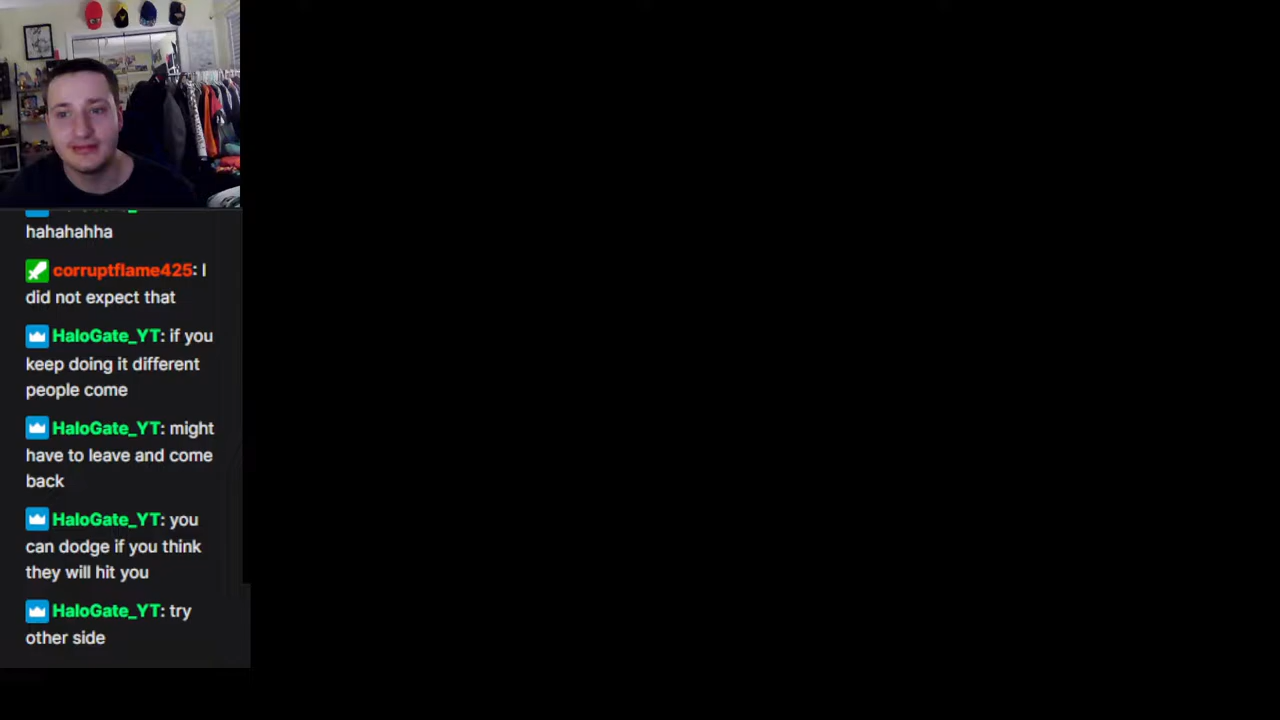 hahahahha
corruptflame425: I
did not expect that
HaloGate_YT: if you
keep doing it different
people come
HaloGate_YT: might
have to leave and come
back
HaloGate_YT: you
can dodge if you think
they will hit you
HaloGate_YT: try
other side